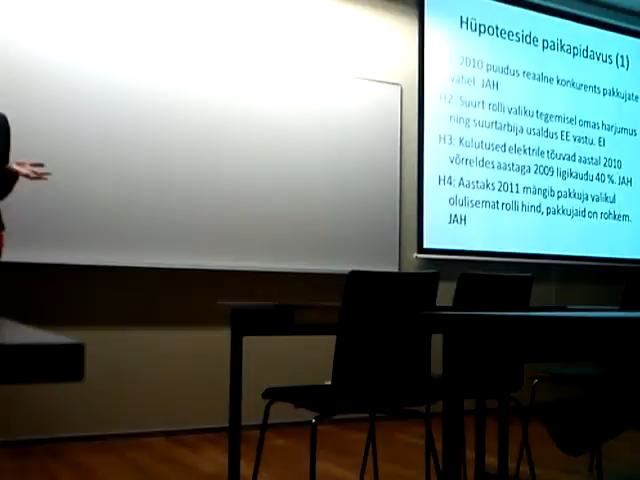 Hüpoteeside paikapidavus (1)
2010 puudus reaalne konkurents pakkujate
vahel. JAH
H2: Suurt rolli valiku tegemisel omas harjumus
ning suurtarbija usaldus EE vastu. EI
H3: Kulutused elektrile tõuvad aastal 2010
võrreldes aastaga 2009 ligikaudu 40 %. JAH
H4: Aastaks 2011 mängib pakkuja valikul
olulisemat rolli hind, pakkujaid on rohkem.
JAH